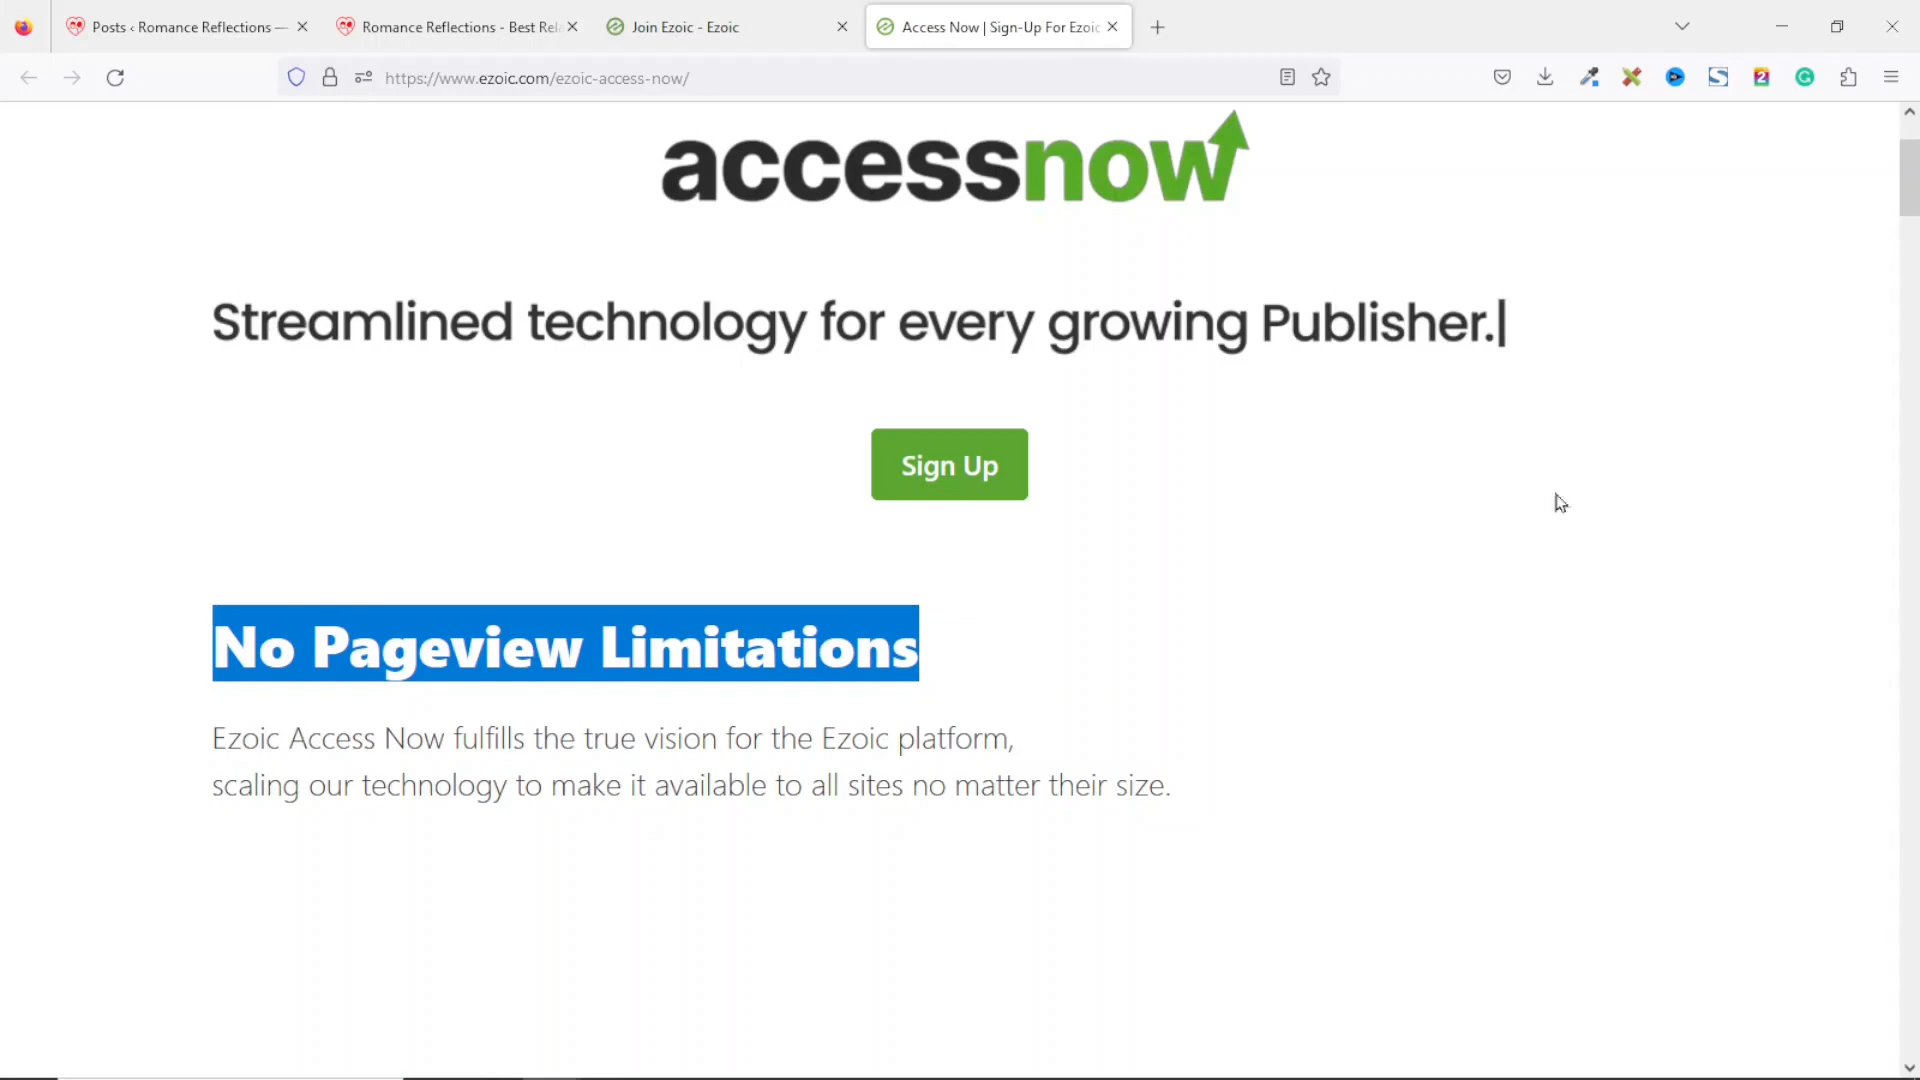 Posts ‹ Romance Reflections —
Romance Reflections - Best Rel
Join Ezoic - Ezoic
Access Now | Sign-Up For Ezoic
https://www.ezoic.com/ezoic-access-now/
accessnow
Streamlined technology for every growing Publisher.
Sign Up
No Pageview Limitations
Ezoic Access Now fulfills the true vision for the Ezoic platform,
scaling our technology to make it available to all sites no matter their size.